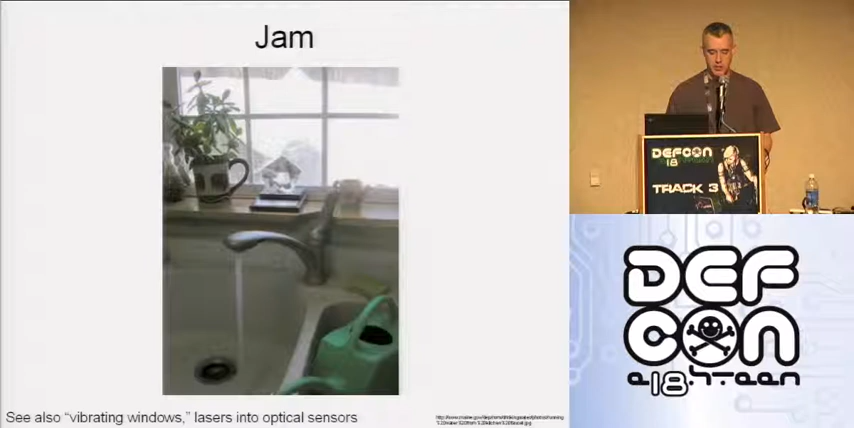 Jam
See also “vibrating windows,” lasers into optical sensors
DEFCON
18
TRACK 3
DEF
CON
18